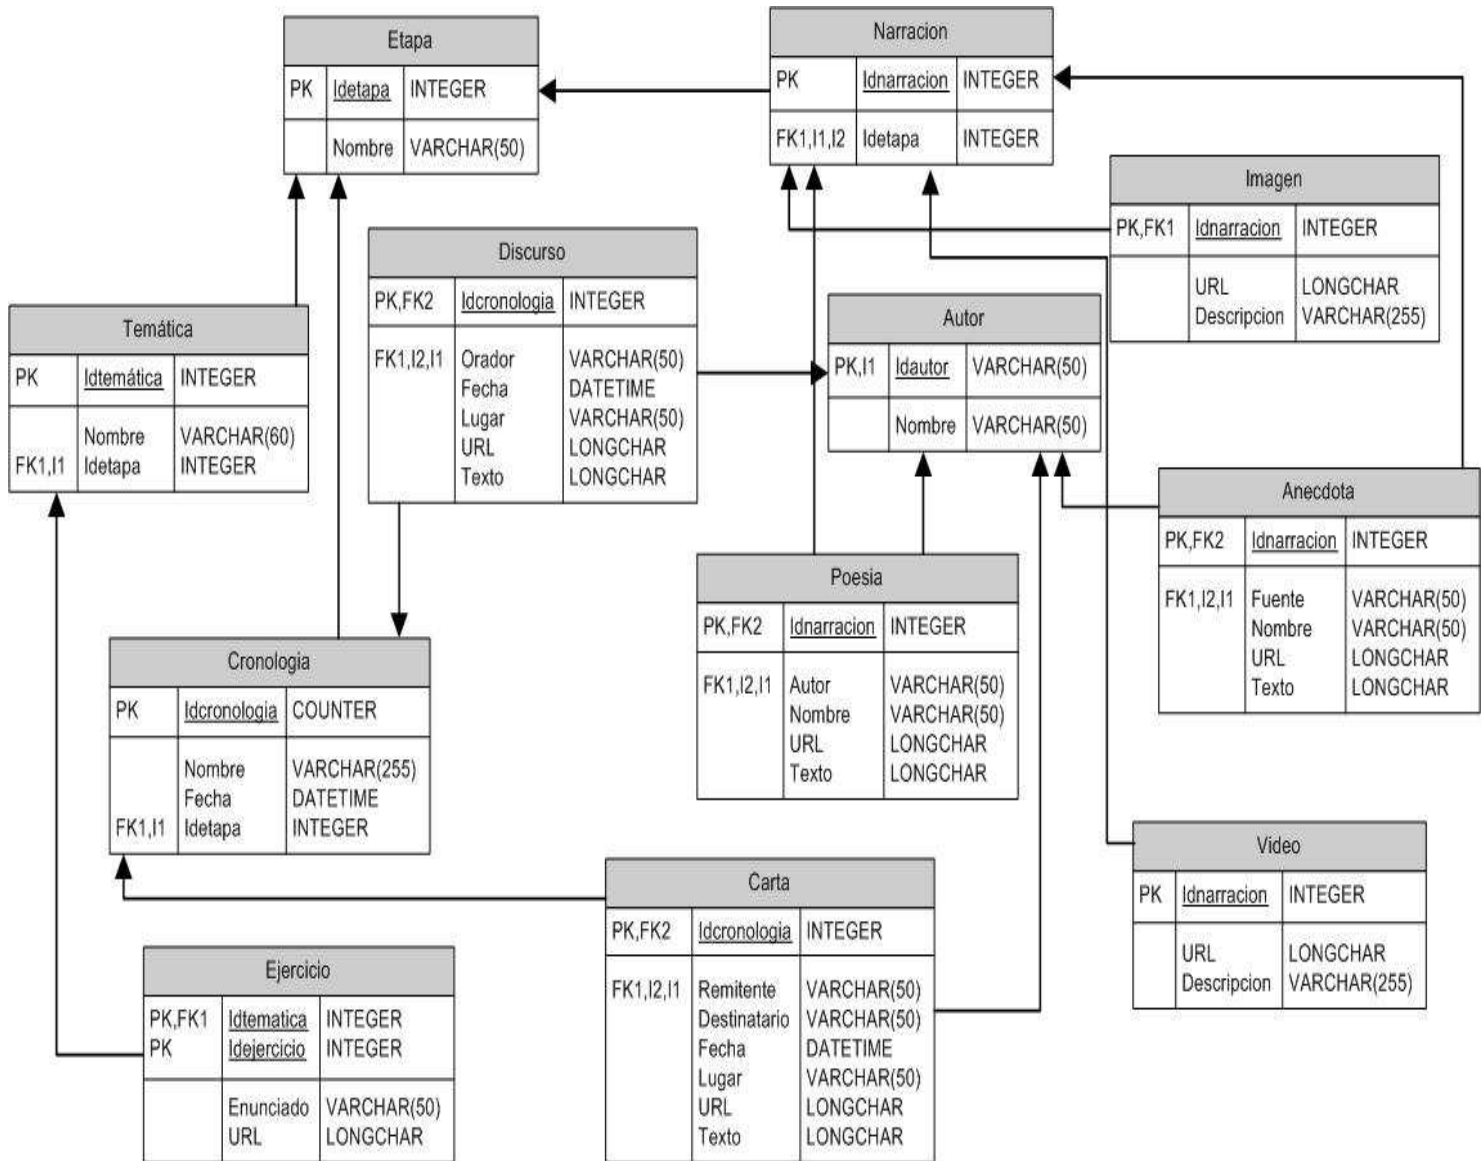 Etapa
PK Idetapa INTEGER
Nombre VARCHAR(50)
Narracion
PK Idnarracion INTEGER
FK1,I1,I2 Idetapa INTEGER
Imagen
PK,FK1 Idnarracion INTEGER
URL LONGCHAR
Descripcion VARCHAR(255)
Discurso
PK,FK2 Idcronologia INTEGER
FK1,I2,I1 Orador VARCHAR(50)
Fecha DATETIME
Lugar VARCHAR(50)
URL LONGCHAR
Texto LONGCHAR
Temática
PK Idtemática INTEGER
Nombre VARCHAR(60)
FK1,I1 Idetapa INTEGER
Autor
PK,I1 Idautor VARCHAR(50)
Nombre VARCHAR(50)
Anecdota
PK,FK2 Idnarracion INTEGER
FK1,I2,I1 Fuente VARCHAR(50)
Nombre VARCHAR(50)
URL LONGCHAR
Texto LONGCHAR
Poesia
PK,FK2 Idnarracion INTEGER
FK1,I2,I1 Autor VARCHAR(50)
Nombre VARCHAR(50)
URL LONGCHAR
Texto LONGCHAR
Cronologia
PK Idcronologia COUNTER
Nombre VARCHAR(255)
Fecha DATETIME
FK1,I1 Idetapa INTEGER
Video
PK Idnarracion INTEGER
URL LONGCHAR
Descripcion VARCHAR(255)
Carta
PK,FK2 Idcronologia INTEGER
FK1,I2,I1 Remitente VARCHAR(50)
Destinatario VARCHAR(50)
Fecha DATETIME
Lugar VARCHAR(50)
URL LONGCHAR
Texto LONGCHAR
Ejercicio
PK,FK1 Idtematica INTEGER
PK Idejercicio INTEGER
Enunciado VARCHAR(50)
URL LONGCHAR